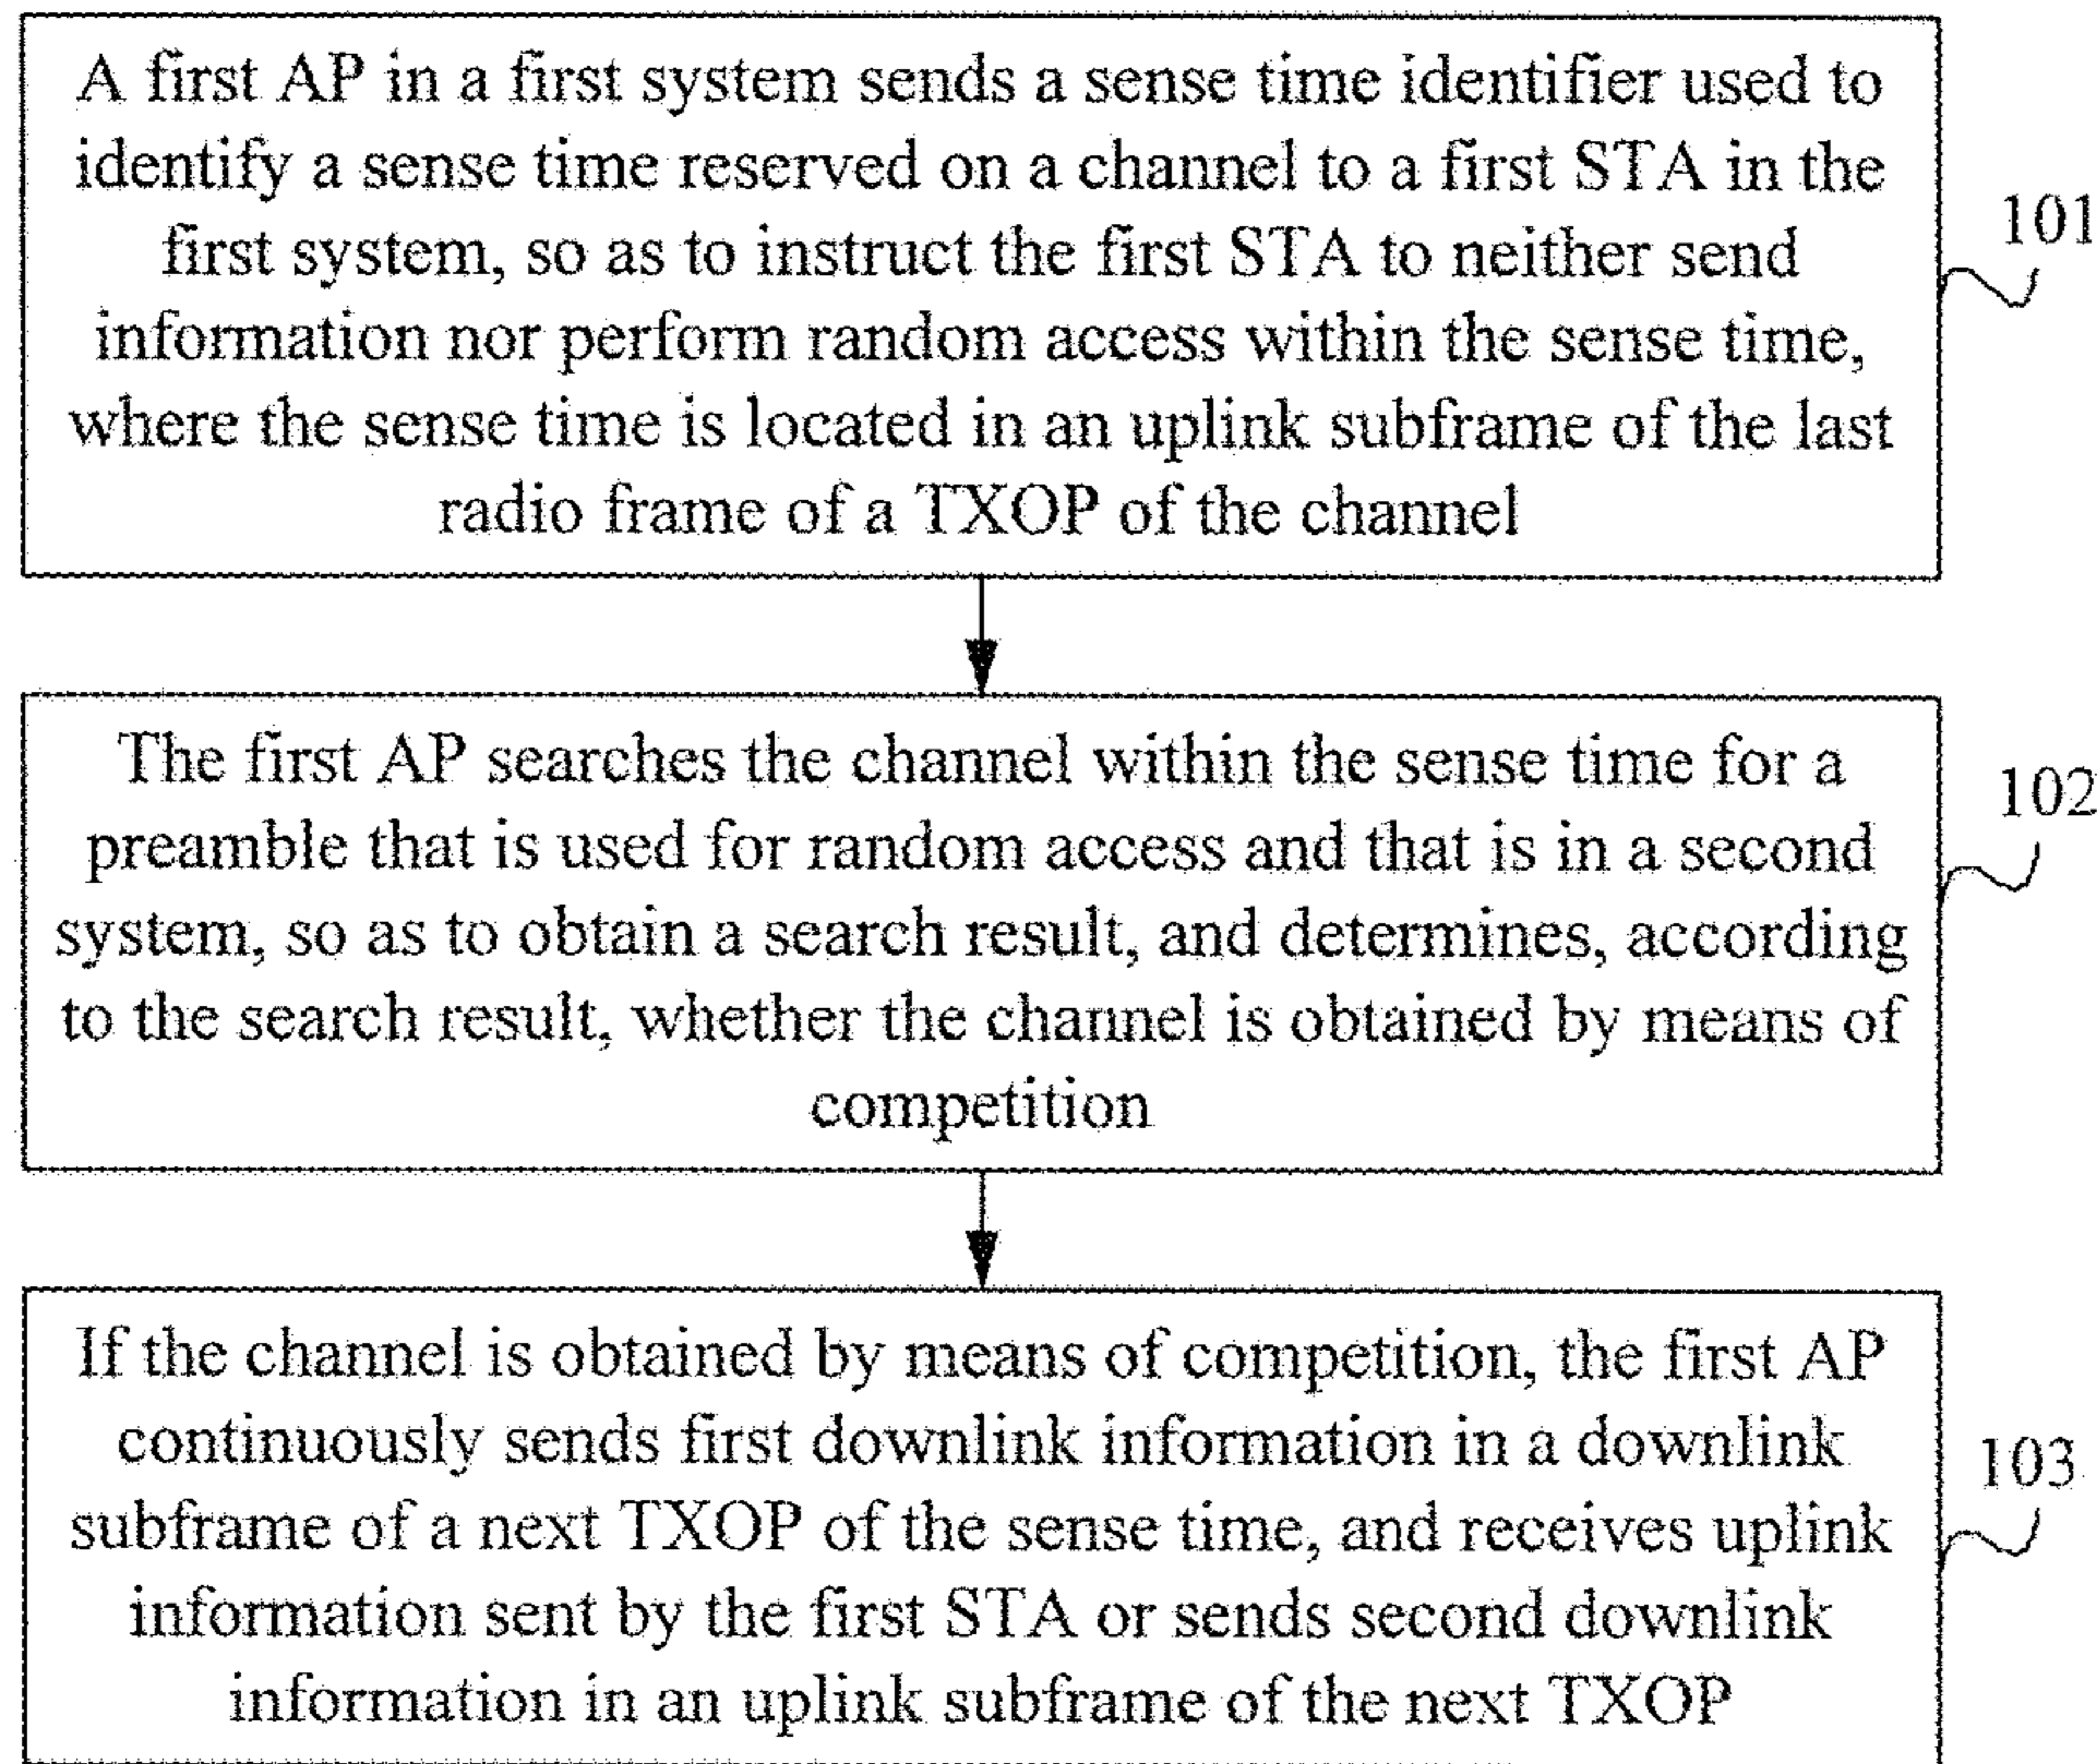 A first AP in a first system sends a sense time identifier used to
identify a sense time reserved on a channel to a first STA in the
first system, so as to instruct the first STA to neither send
information nor perform random access within the sense time,
where the sense time is located in an uplink subframe of the last
radio frame of a TXOP of the channel
101
The first AP searches the channel within the sense time for a
preamble that is used for random access and that is in a second
system, so as to obtain a search result, and determines, according
to the search result, whether the channel is obtained by means of
competition
102
If the channel is obtained by means of competition, the first AP
continuously sends first downlink information in a downlink
subframe of a next TXOP of the sense time, and receives uplink
information sent by the first STA or sends second downlink
information in an uplink subframe of the next TXOP
103